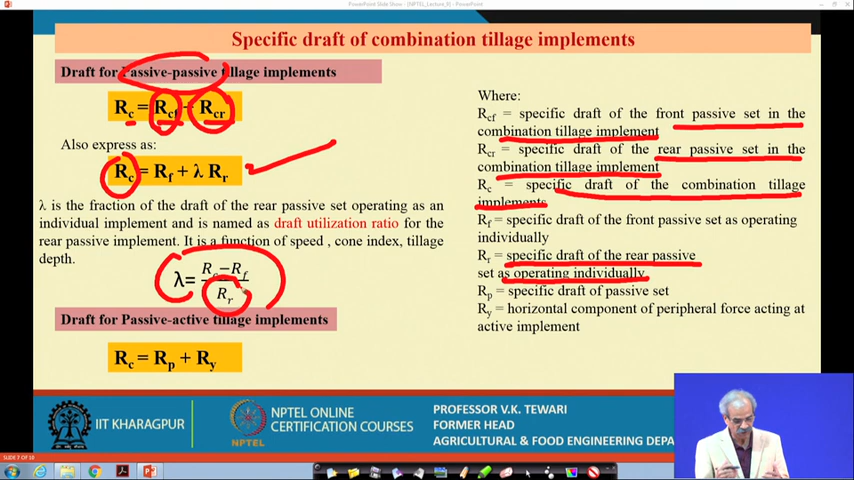 PowerPoint Slide Show - [NPTEL_Lecture_8] - PowerPoint
Specific draft of combination tillage implements
Draft for Passive-passive tillage implements
Rc = Rcf + Rcr
Also express as:
Rc = Rf + λ Rr
λ is the fraction of the draft of the rear passive set operating as an
individual implement and is named as draft utilization ratio for the
rear passive implement. It is a function of speed , cone index, tillage
depth.
λ= Rc−Rf
Rr
Draft for Passive-active tillage implements
Rc = Rp + Ry
Where:
Rcf = specific draft of the front passive set in the
combination tillage implement
Rcr = specific draft of the rear passive set in the
combination tillage implement
Rc = specific draft of the combination tillage
implements
Rf = specific draft of the front passive set as operating
individually
Rr = specific draft of the rear passive
set as operating individually
Rp = specific draft of passive set
Ry = horizontal component of peripheral force acting at
active implement
IIT KHARAGPUR
NPTEL
NPTEL ONLINE
CERTIFICATION COURSES
PROFESSOR V.K. TEWARI
FORMER HEAD
AGRICULTURAL & FOOD ENGINEERING DEPA
SLIDE 7 OF 10